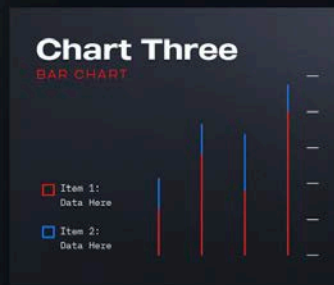 Chart Three
BAR CHART
Item 1:
Data Here
Item 2:
Data Here